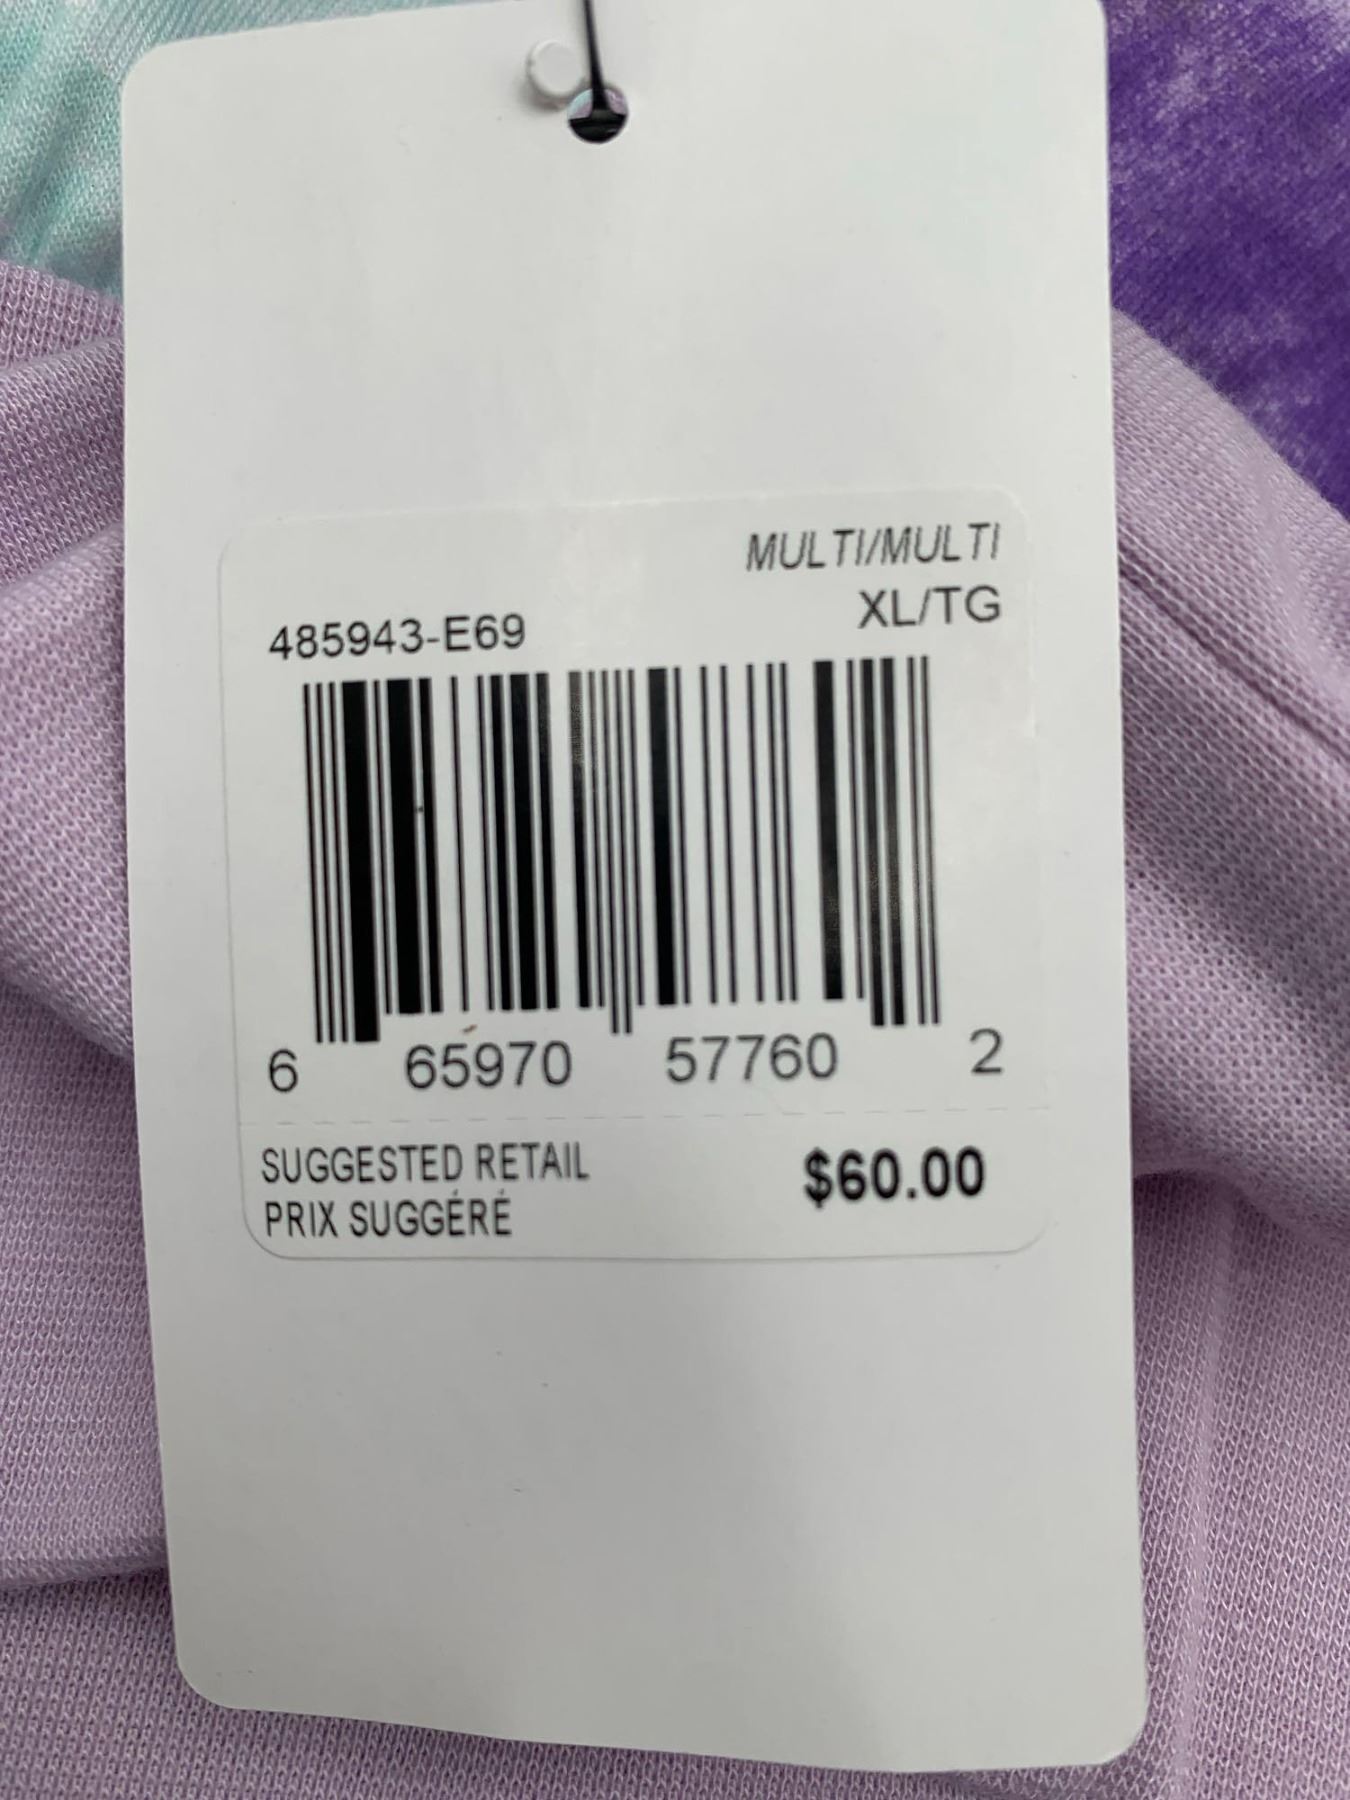 MULTI/MULTI
XL/TG
485943-E69
6 65970 57760 2
SUGGESTED RETAIL $60.00
PRIX SUGGÉRÉ